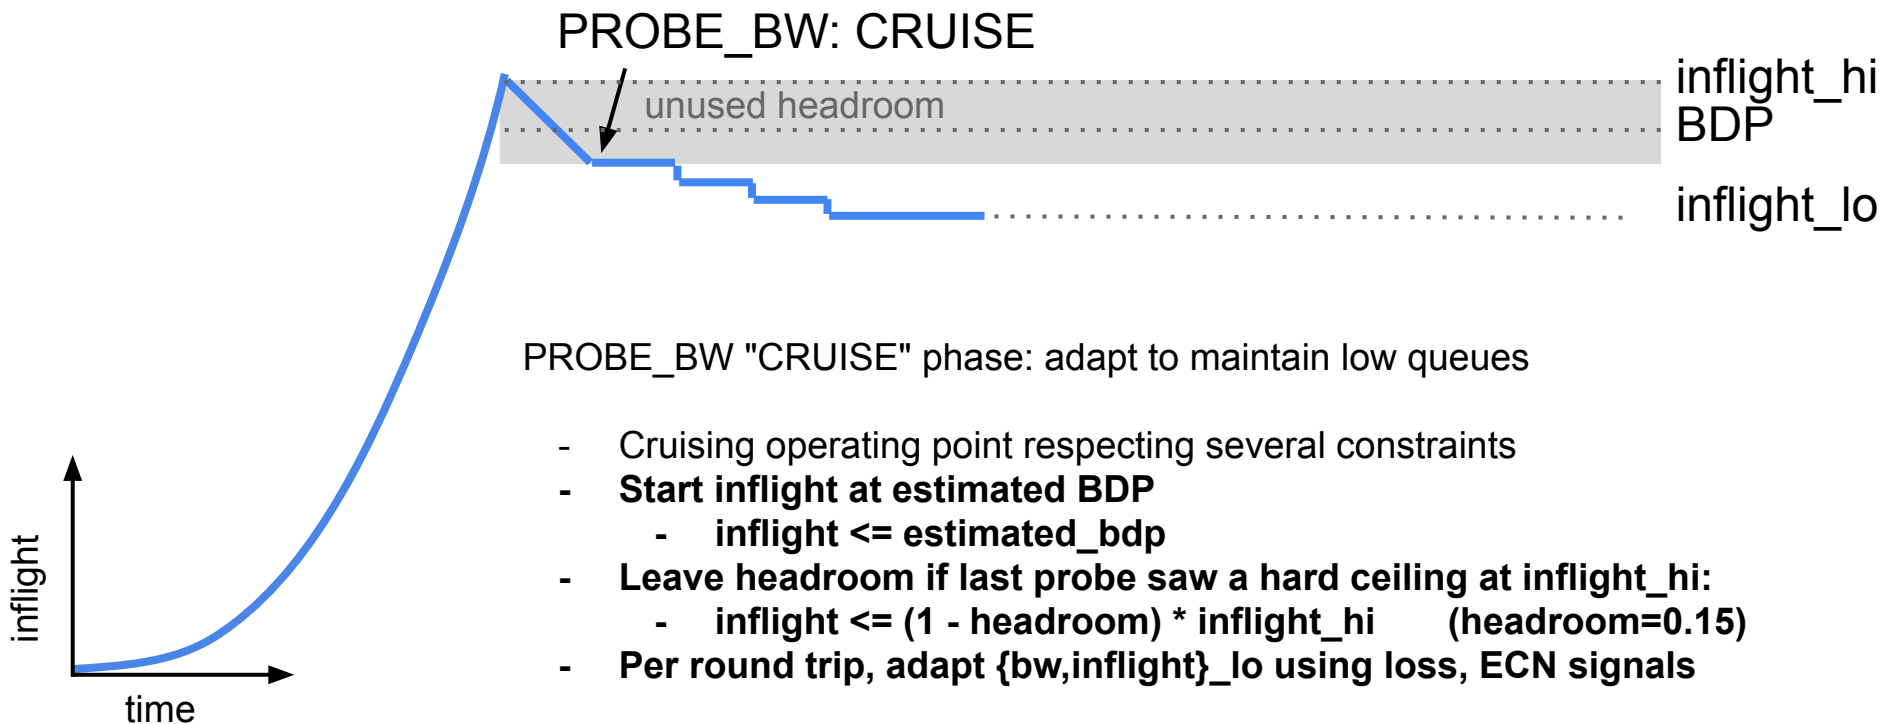 PROBE_BW: CRUISE
inflight_hi
unused headroom
BDP
inflight_lo
PROBE_BW "CRUISE" phase: adapt to maintain low queues
- Cruising operating point respecting several constraints
- Start inflight at estimated BDP
- inflight <= estimated_bdp
- Leave headroom if last probe saw a hard ceiling at inflight_hi:
- inflight <= (1 - headroom) * inflight_hi (headroom=0.15)
- Per round trip, adapt {bw,inflight}_lo using loss, ECN signals
inflight
time